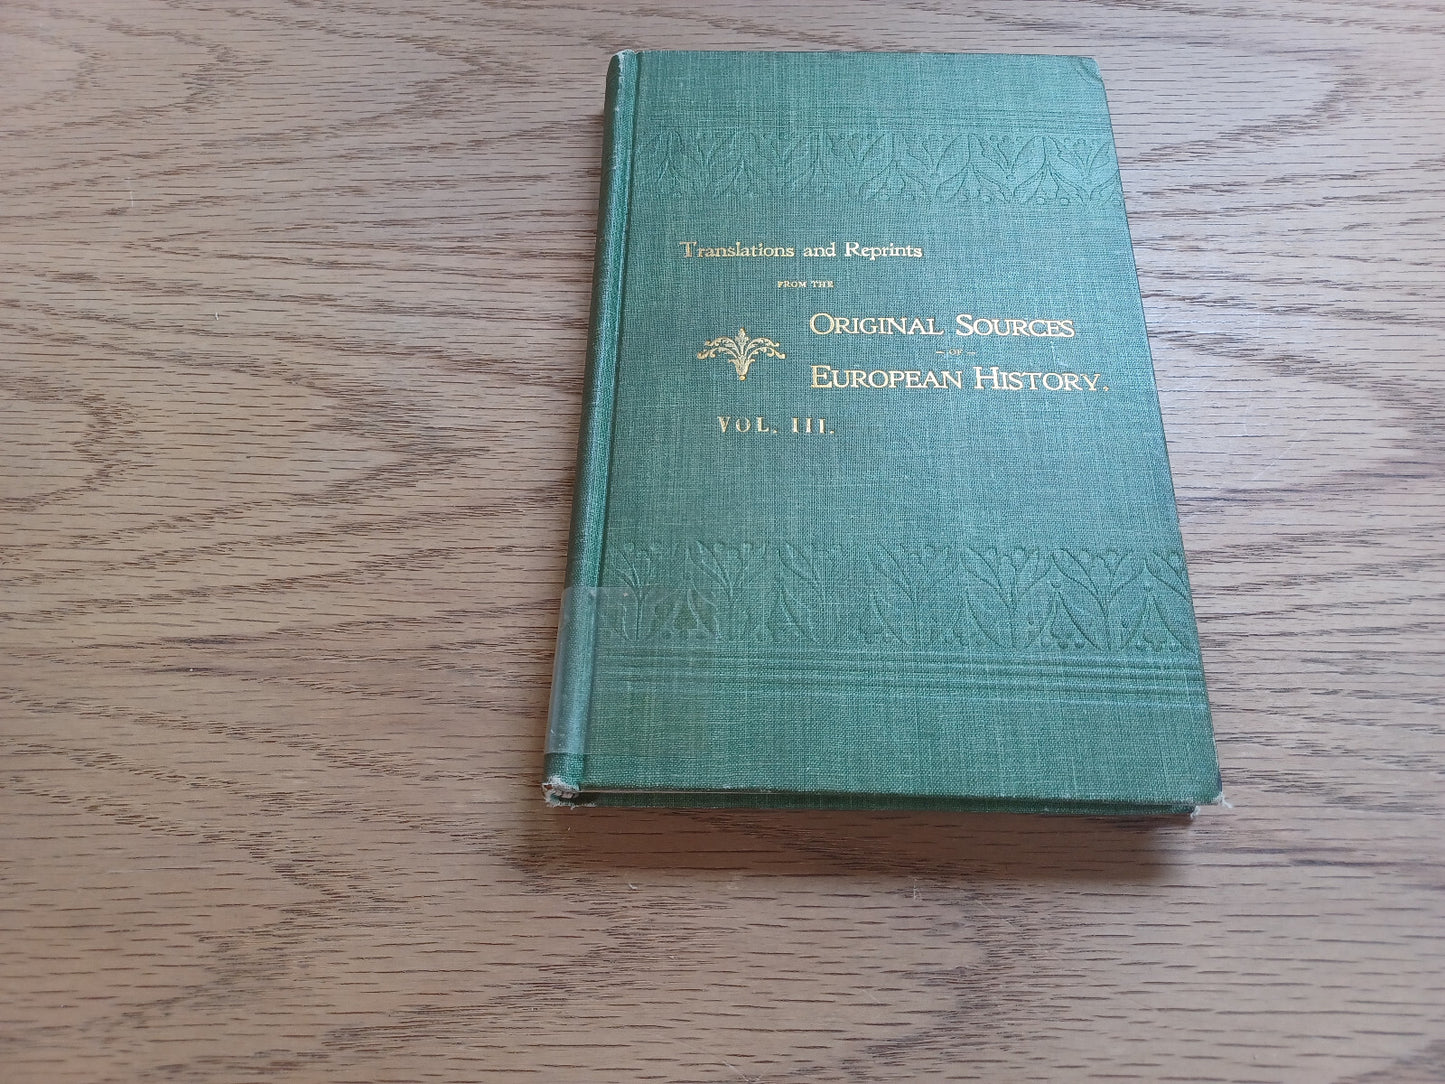 Translations and Reprints
FROM THE
ORIGINAL SOURCES
– OF –
EUROPEAN HISTORY.
VOL. III.